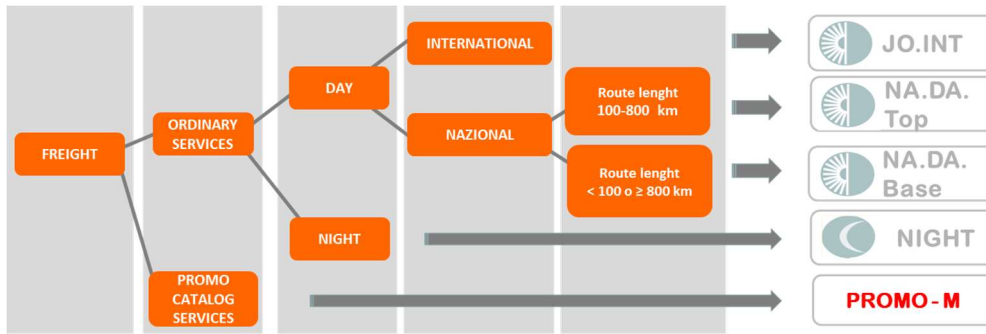 INTERNATIONAL
JO.INT
DAY
Route lenght
100-800 km
NA.DA.
Top
ORDINARY
SERVICES
NAZIONAL
FREIGHT
Route lenght
< 100 o ≥ 800 km
NA.DA.
Base
NIGHT
NIGHT
PROMO
CATALOG
SERVICES
PROMO - M